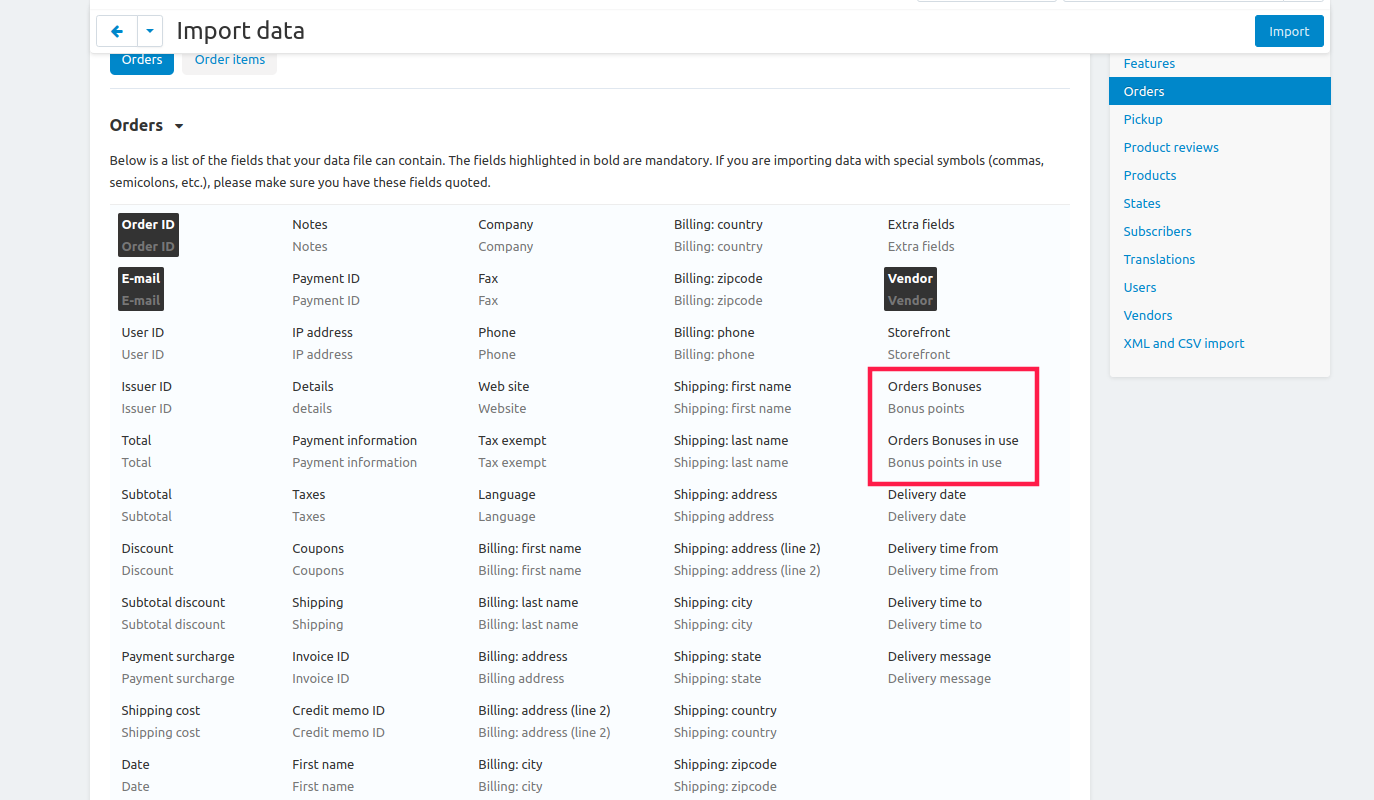 Import data
Import
Orders
Order items
Orders
Below is a list of the fields that your data file can contain. The fields highlighted in bold are mandatory. If you are importing data with special symbols (commas,
semicolons, etc.), please make sure you have these fields quoted.
Order ID
Order ID
E-mail
E-mail
User ID
User ID
Issuer ID
Issuer ID
Total
Total
Subtotal
Subtotal
Discount
Discount
Subtotal discount
Subtotal discount
Payment surcharge
Payment surcharge
Shipping cost
Shipping cost
Date
Date
Notes
Notes
Payment ID
Payment ID
IP address
IP address
Details
details
Payment information
Payment information
Taxes
Taxes
Coupons
Coupons
Shipping
Shipping
Invoice ID
Invoice ID
Credit memo ID
Credit memo ID
First name
First name
Company
Company
Fax
Fax
Phone
Phone
Web site
Website
Tax exempt
Tax exempt
Language
Language
Billing: first name
Billing: first name
Billing: last name
Billing: last name
Billing: address
Billing address
Billing: address (line 2)
Billing: address (line 2)
Billing: city
Billing: city
Billing: country
Billing: country
Billing: zipcode
Billing: zipcode
Billing: phone
Billing: phone
Shipping: first name
Shipping: first name
Shipping: last name
Shipping: last name
Shipping: address
Shipping address
Shipping: address (line 2)
Shipping: address (line 2)
Shipping: city
Shipping: city
Shipping: state
Shipping: state
Shipping: country
Shipping: country
Shipping: zipcode
Shipping: zipcode
Extra fields
Extra fields
Vendor
Vendor
Storefront
Storefront
Orders Bonuses
Bonus points
Orders Bonuses in use
Bonus points in use
Delivery date
Delivery date
Delivery time from
Delivery time from
Delivery time to
Delivery time to
Delivery message
Delivery message
Features
Orders
Pickup
Product reviews
Products
States
Subscribers
Translations
Users
Vendors
XML and CSV import